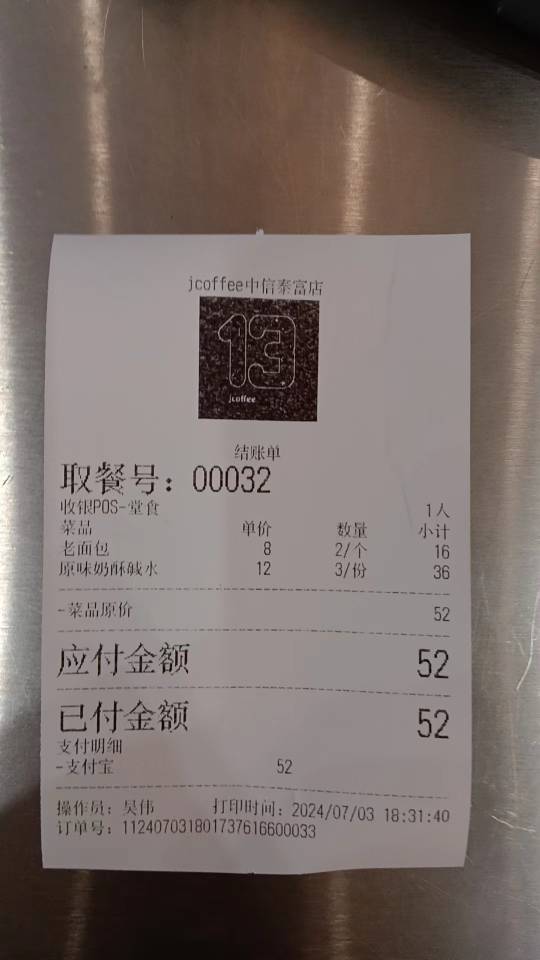 jcoffee中信泰富店
13
jcoffee
结账单
取餐号：00032
收银POS-堂食 1人
菜品 单价 数量 小计
老面包 8 2/个 16
原味奶酥碱水 12 3/份 36
-菜品原价 52
应付金额 52
已付金额 52
支付明细
-支付宝 52
操作员：吴伟 打印时间：2024/07/03 18:31:40
订单号：112407031801737616600033